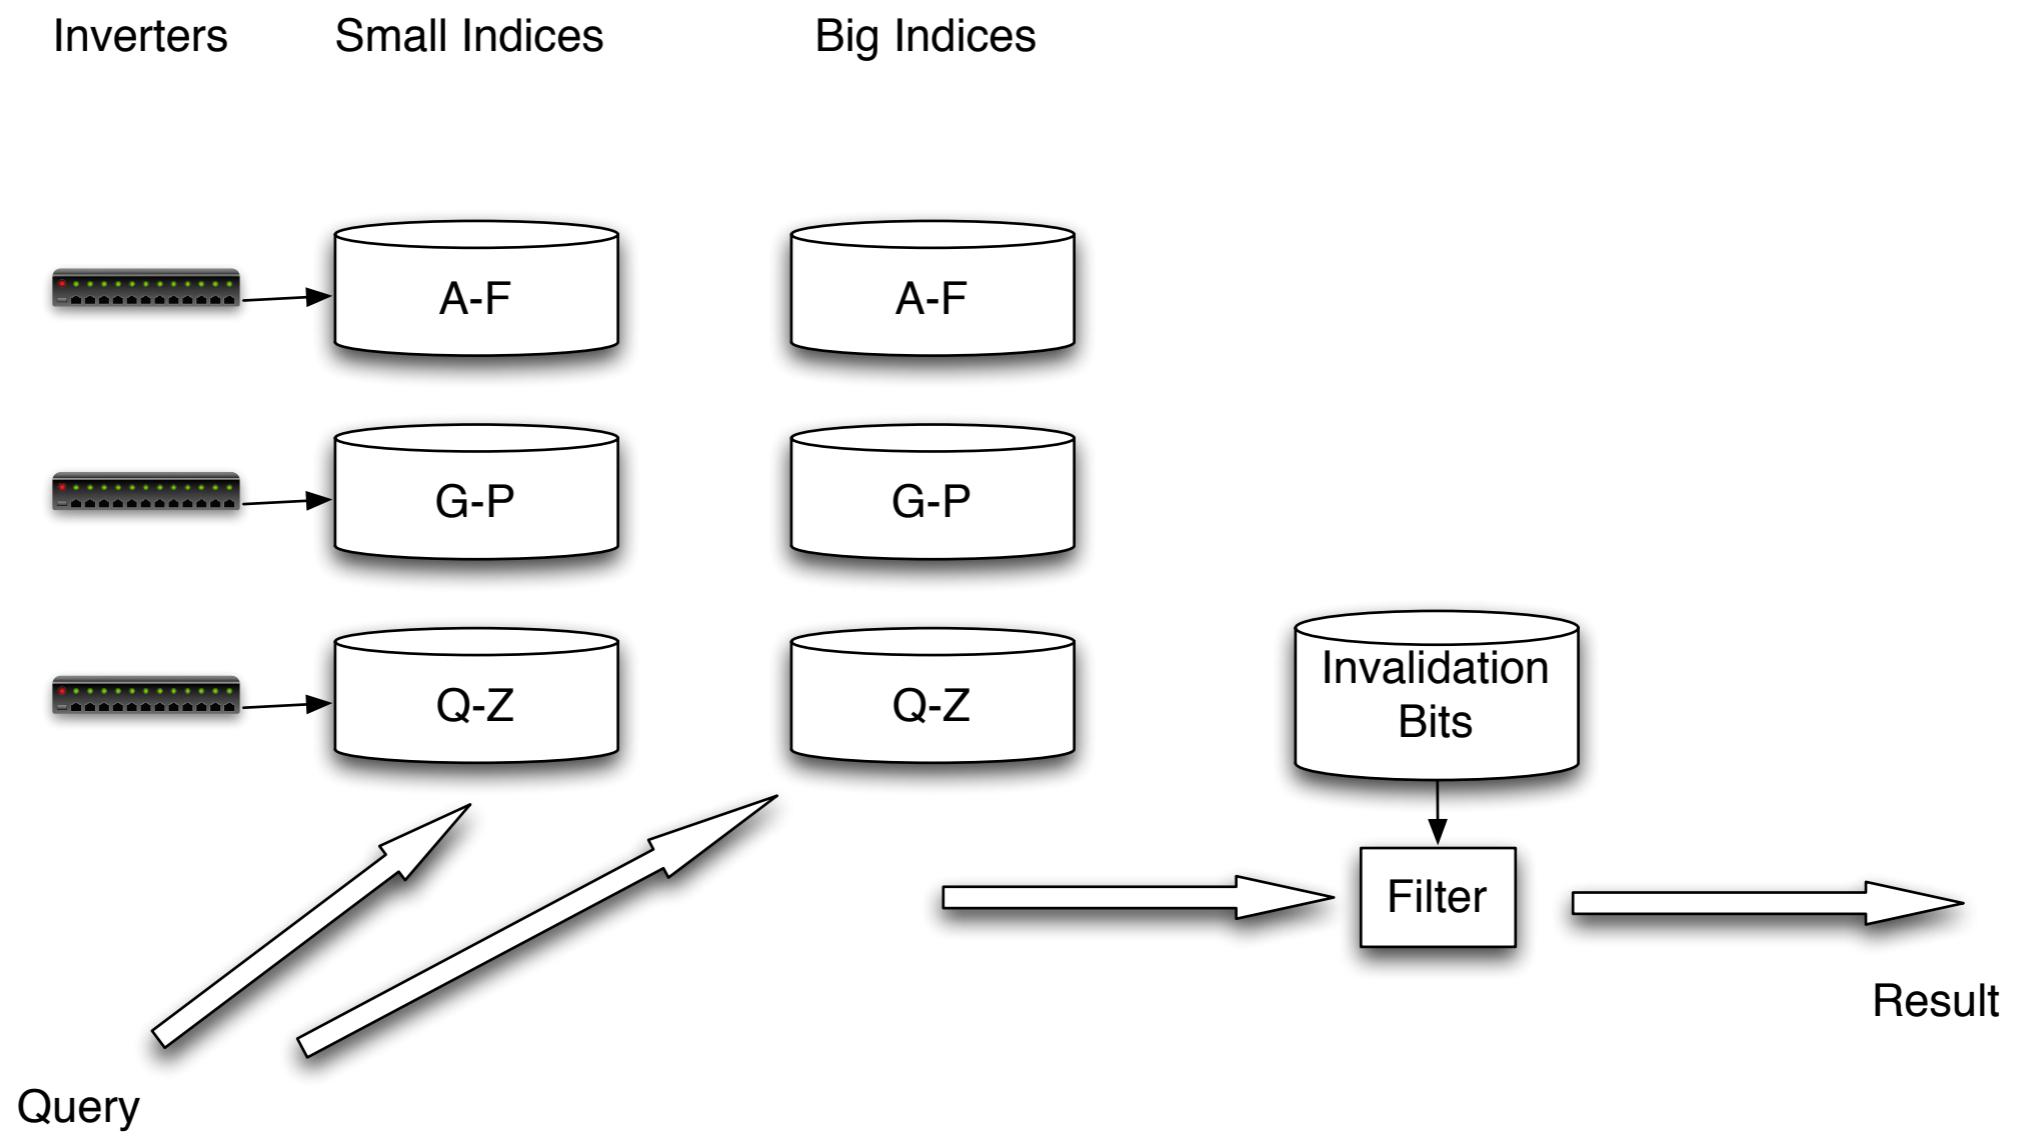 Inverters
Small Indices
Big Indices
A-F
A-F
G-P
G-P
Q-Z
Q-Z
Invalidation
Bits
Filter
Result
Query